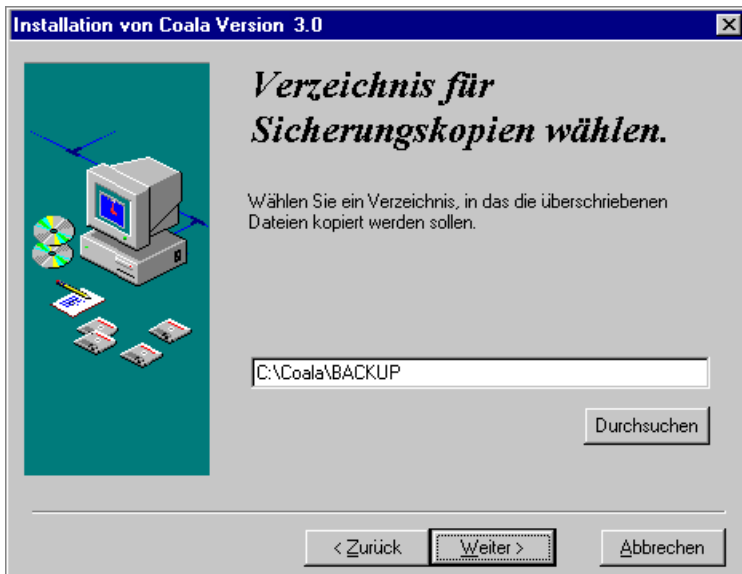 Installation von Coala Version 3.0
Verzeichnis für
Sicherungskopien wählen.
Wählen Sie ein Verzeichnis, in das die überschriebenen
Dateien kopiert werden sollen.
C:\Coala\BACKUP
Durchsuchen
< Zurück
Weiter >
Abbrechen